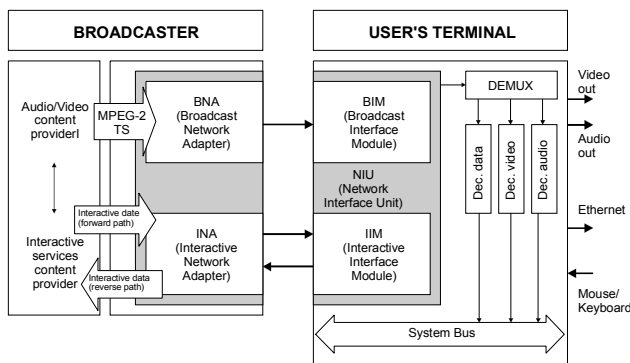 BROADCASTER
USER'S TERMINAL
Audio/Video
content
providerI
MPEG-2
TS
BNA
(Broadcast
Network
Adapter)
BIM
(Broadcast
Interface
Module)
DEMUX
Dec. data
Dec. video
Dec. audio
Video
out
Audio
out
NIU
(Network
Interface Unit)
Interactive date
(forward path)
Interactive
services
content
provider
Interactive data
(reverse path)
INA
(Interactive
Network
Adapter)
IIM
(Interactive
Interface
Module)
Ethernet
Mouse/
Keyboard
System Bus